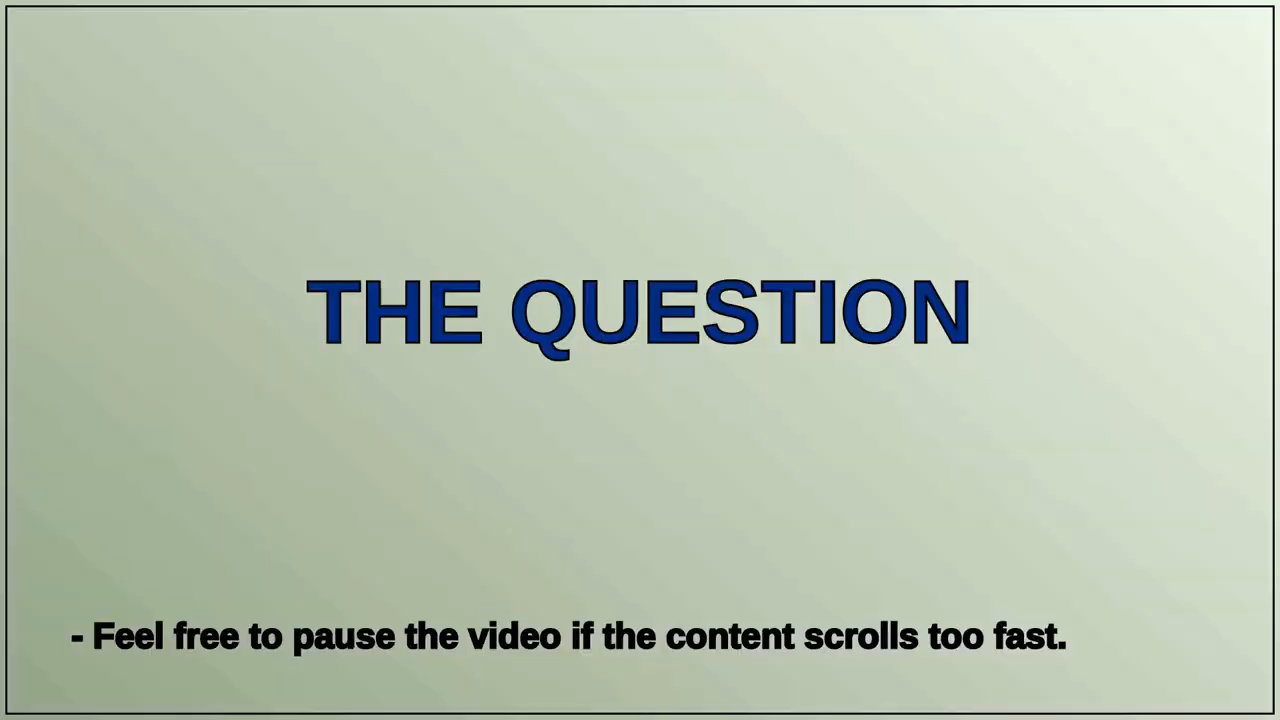 THE QUESTION
- Feel free to pause the video if the content scrolls too fast.